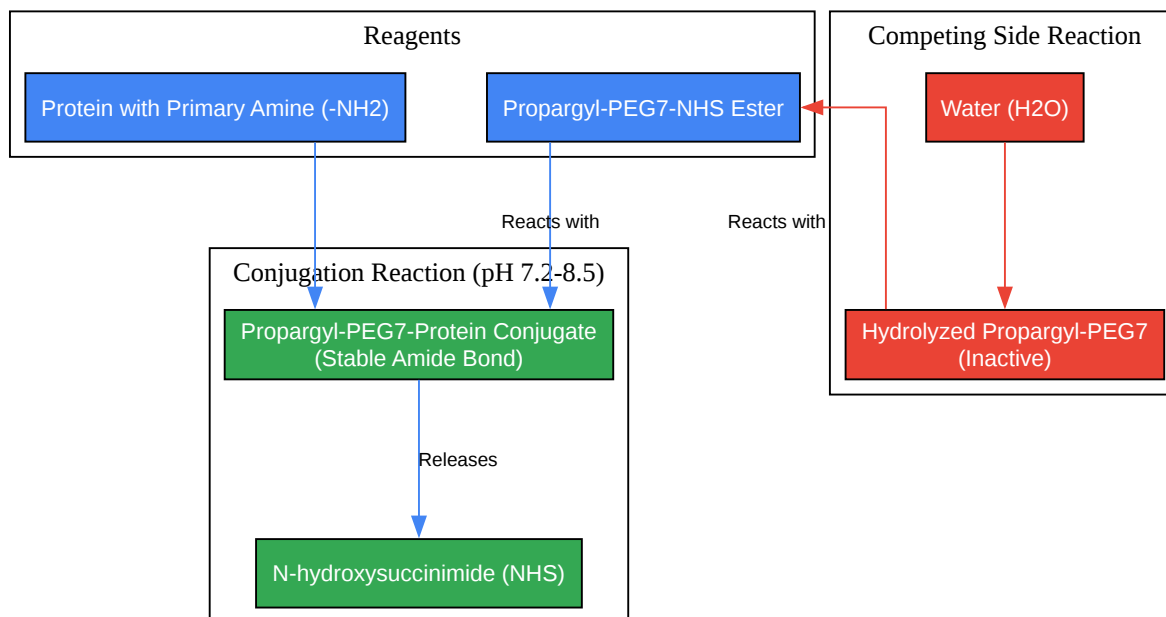 Reagents
Competing Side Reaction
Protein with Primary Amine (-NH2)
Propargyl-PEG7-NHS Ester
Water (H2O)
Reacts with
Reacts with
Conjugation Reaction (pH 7.2-8.5)
Propargyl-PEG7-Protein Conjugate
(Stable Amide Bond)
Hydrolyzed Propargyl-PEG7
(Inactive)
Releases
N-hydroxysuccinimide (NHS)